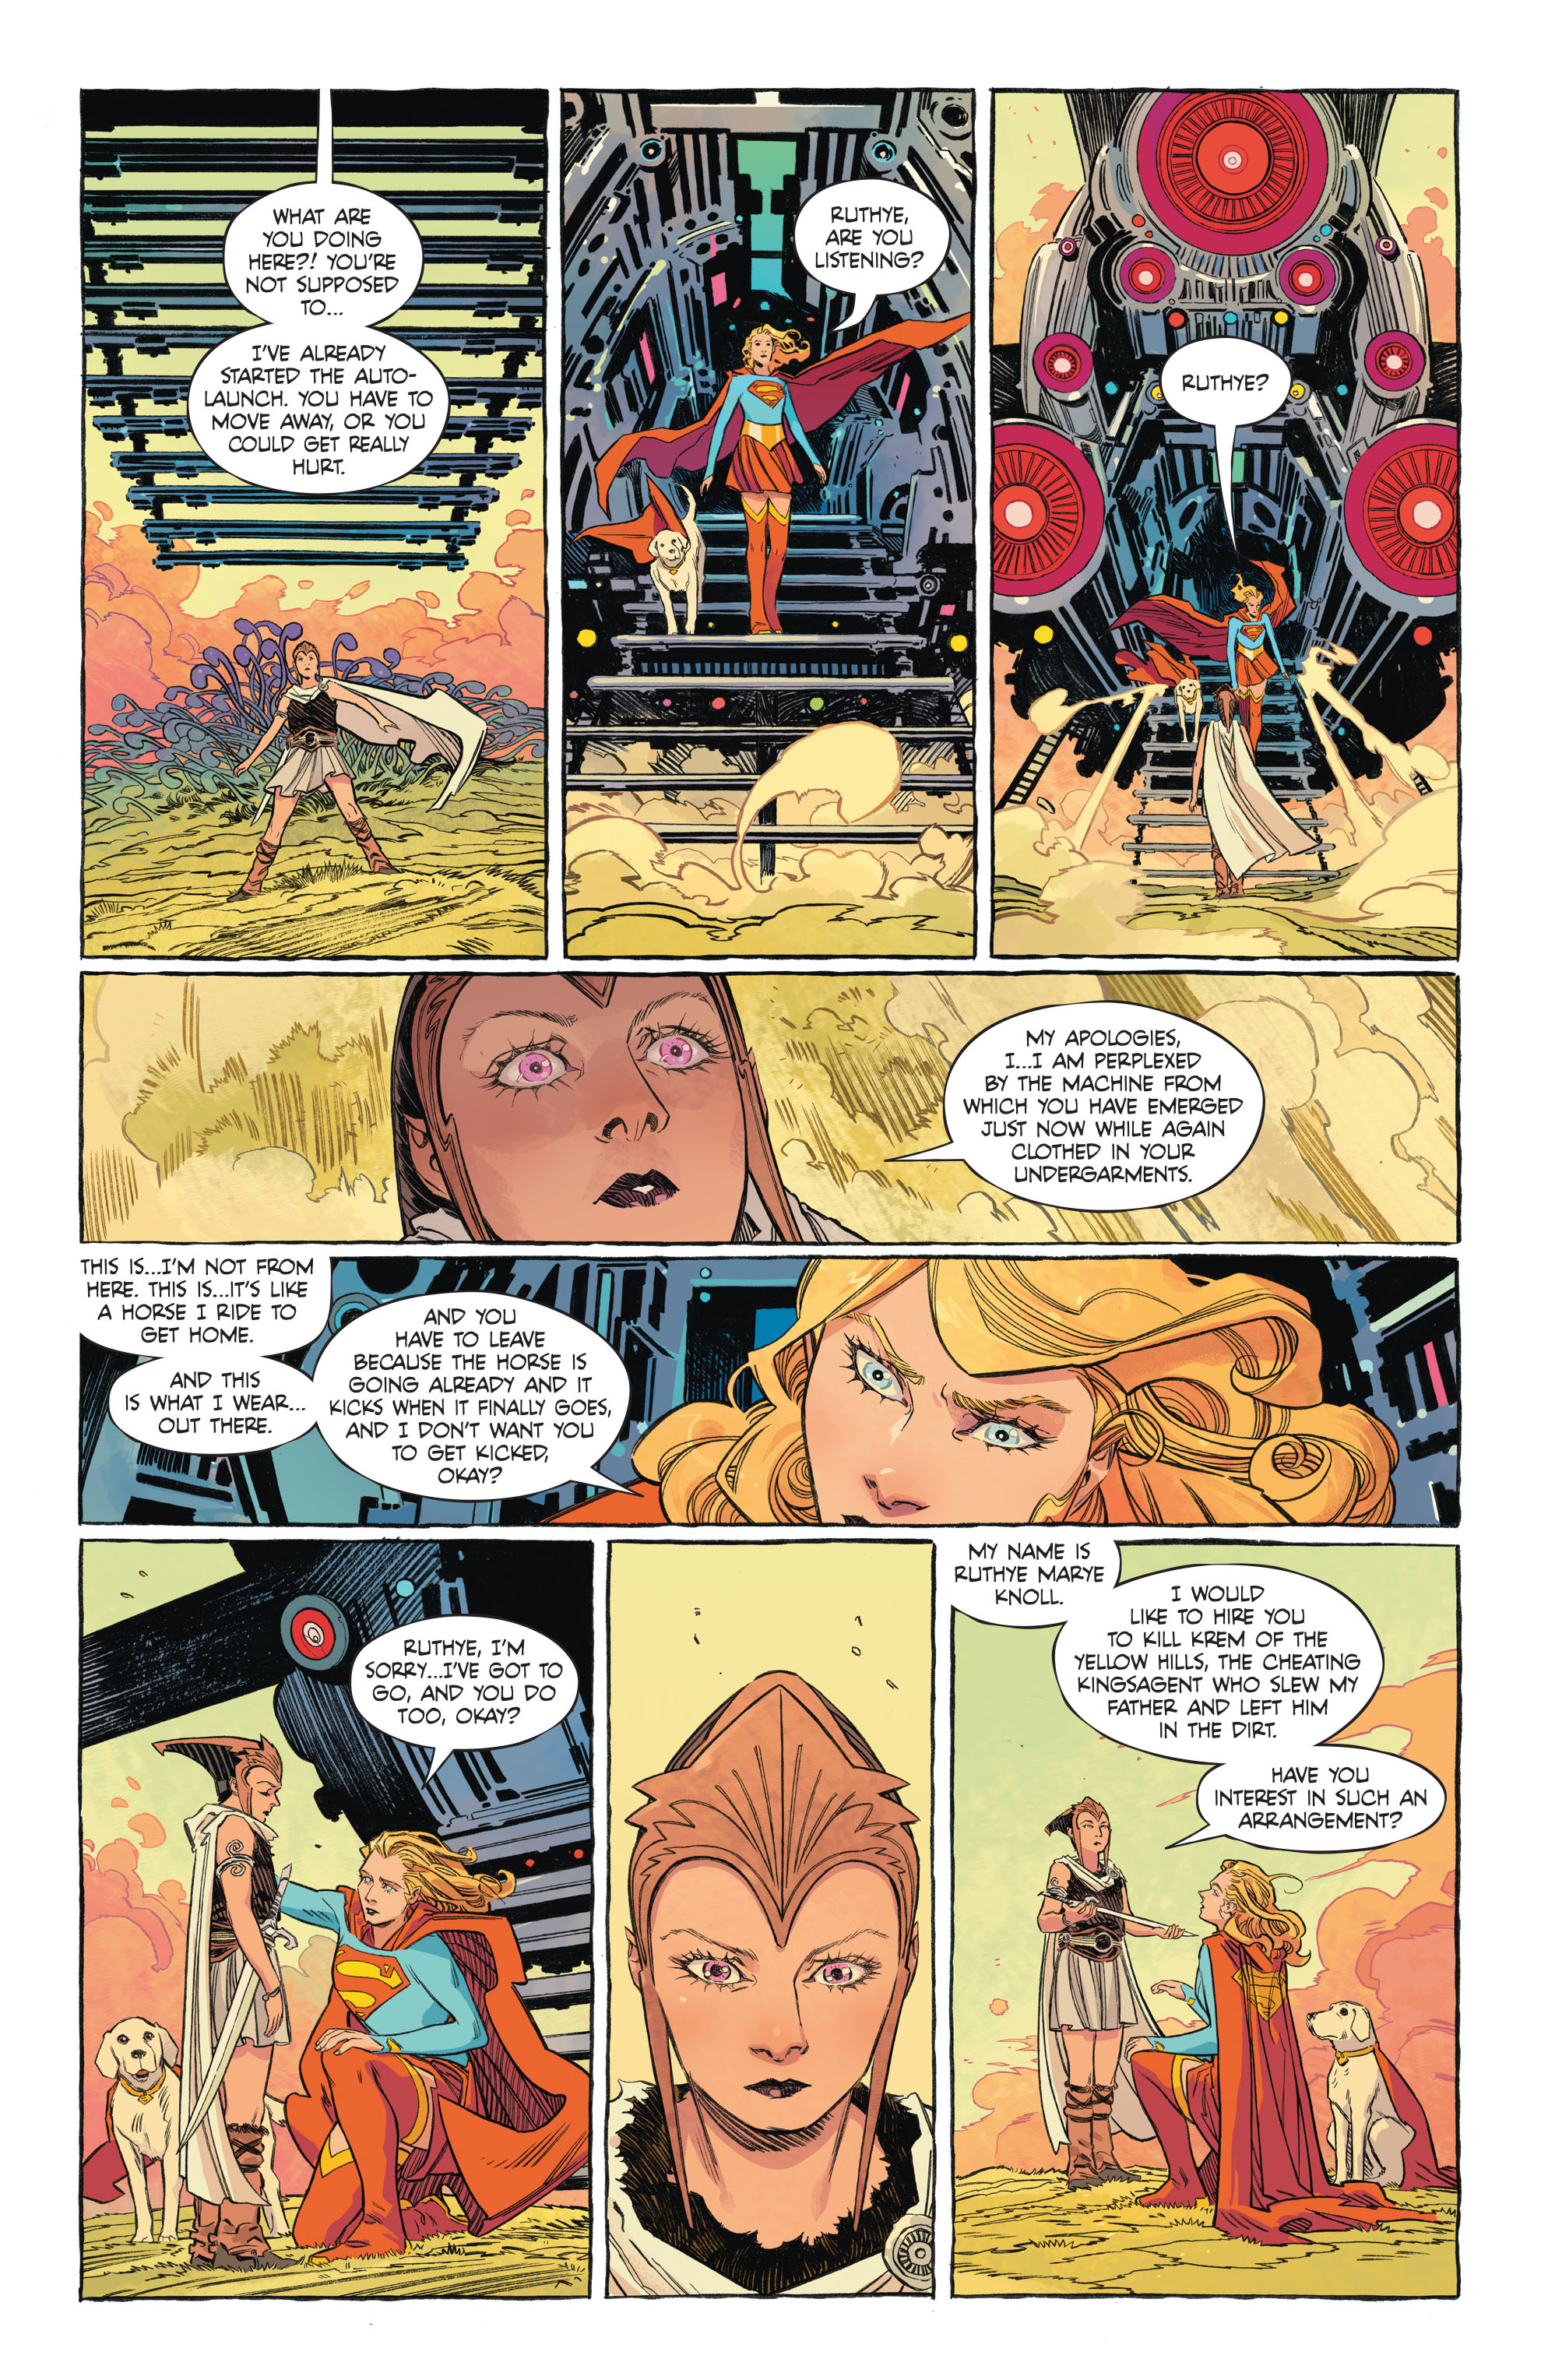 WHAT ARE
YOU DOING
HERE?! YOU'RE
NOT SUPPOSED
TO...
I'VE ALREADY
STARTED THE AUTO-
LAUNCH. YOU HAVE TO
MOVE AWAY, OR YOU
COULD GET REALLY
HURT.
RUTHYE,
ARE YOU
LISTENING?
RUTHYE?
MY APOLOGIES,
I...I AM PERPLEXED
BY THE MACHINE FROM
WHICH YOU HAVE EMERGED
JUST NOW WHILE AGAIN
CLOTHED IN YOUR
UNDERGARMENTS.
THIS IS...I'M NOT FROM
HERE. THIS IS...IT'S LIKE
A HORSE I RIDE TO
GET HOME.
AND THIS
IS WHAT I WEAR...
OUT THERE.
AND YOU
HAVE TO LEAVE
BECAUSE THE HORSE IS
GOING ALREADY AND IT
KICKS WHEN IT FINALLY GOES,
AND I DON'T WANT YOU
TO GET KICKED,
OKAY?
RUTHYE, I'M
SORRY...I'VE GOT TO
GO, AND YOU DO
TOO, OKAY?
MY NAME IS
RUTHYE MARYE
KNOLL.
I WOULD
LIKE TO HIRE YOU
TO KILL KREM OF THE
YELLOW HILLS, THE CHEATING
KINGSAGENT WHO SLEW MY
FATHER AND LEFT HIM
IN THE DIRT.
HAVE YOU
INTEREST IN SUCH AN
ARRANGEMENT?